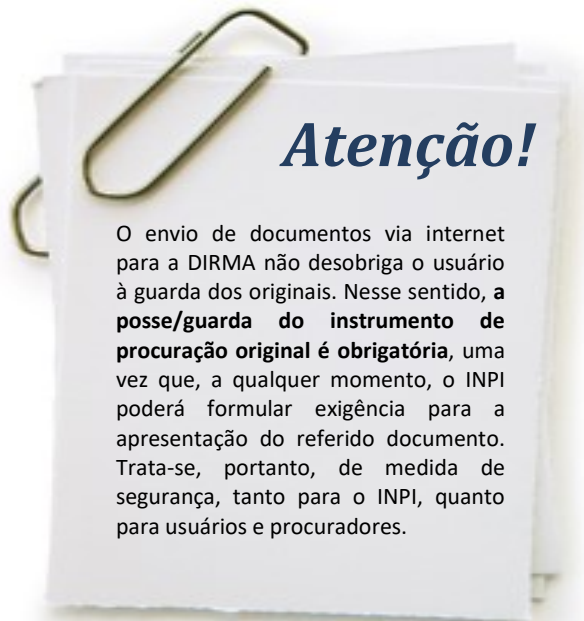 Atenção!
O envio de documentos via internet
para a DIRMA não desobriga o usuário
à guarda dos originais. Nesse sentido, a
posse/guarda do instrumento de
procuração original é obrigatória, uma
vez que, a qualquer momento, o INPI
poderá formular exigência para a
apresentação do referido documento.
Trata-se, portanto, de medida de
segurança, tanto para o INPI, quanto
para usuários e procuradores.